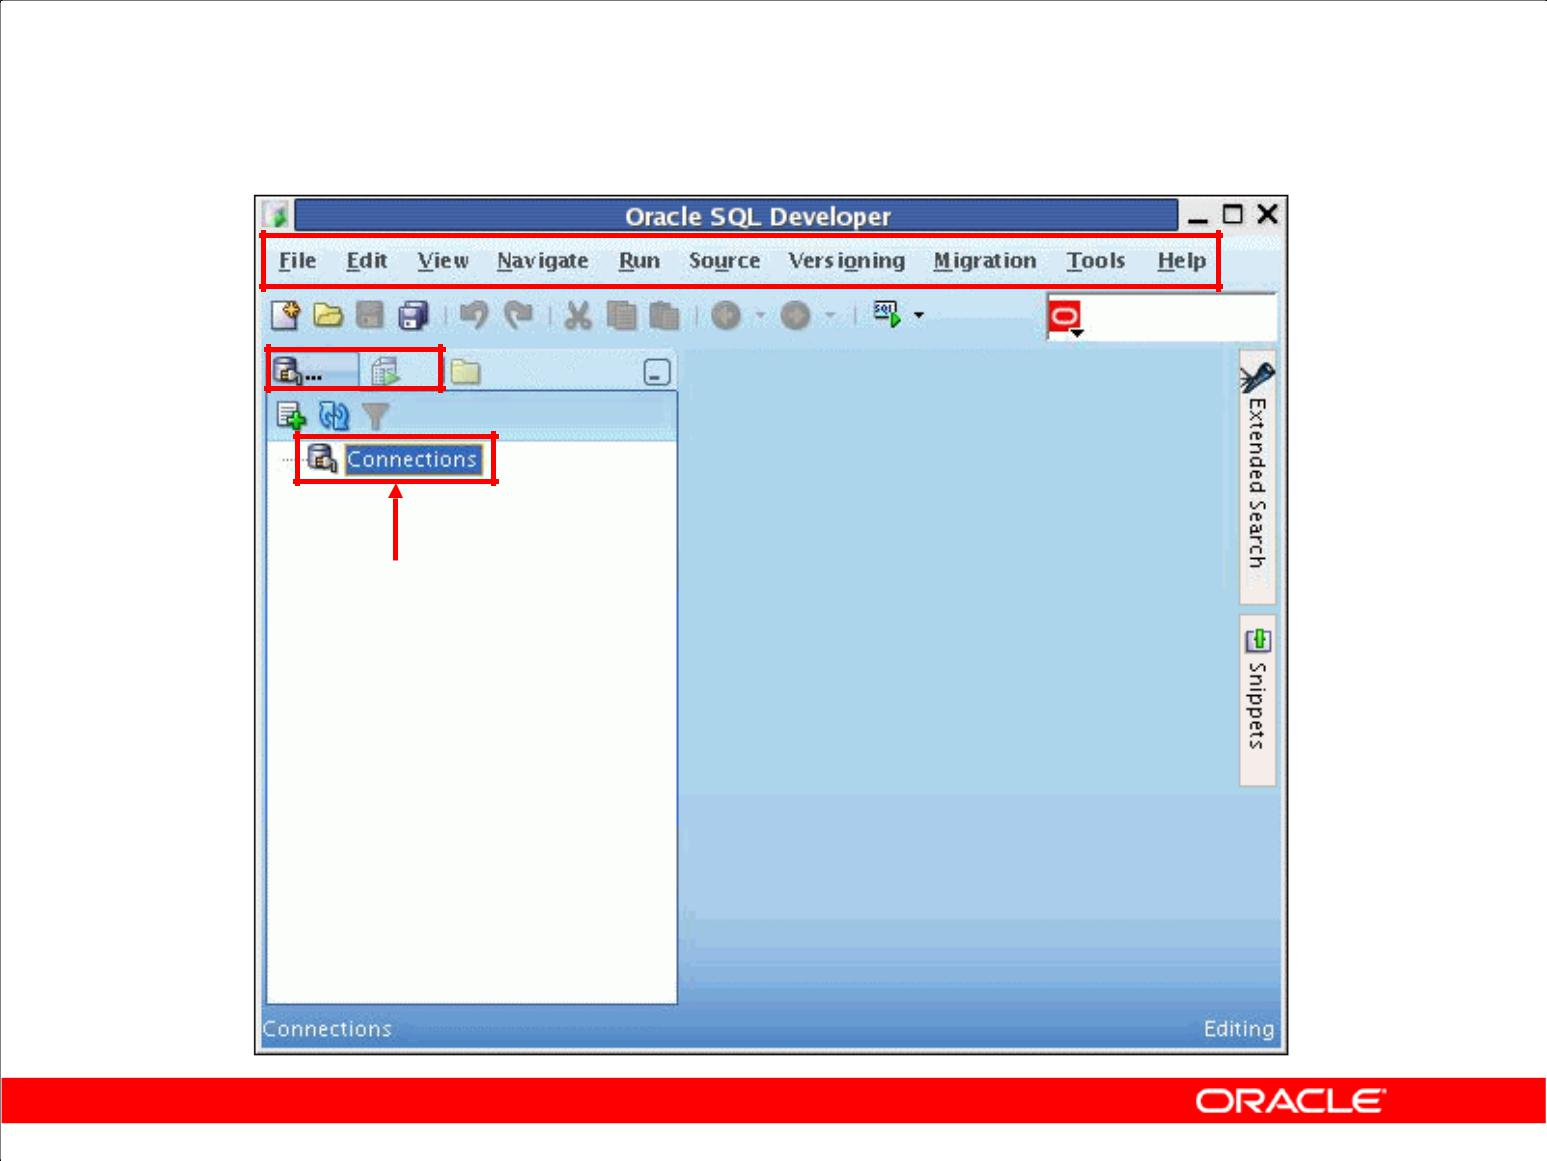 Oracle SQL Developer
File Edit View Navigate Run Source Versioning Migration Tools Help
SQL
...
Connections
Extended Search
Snippets
Connections
Editing
ORACLE